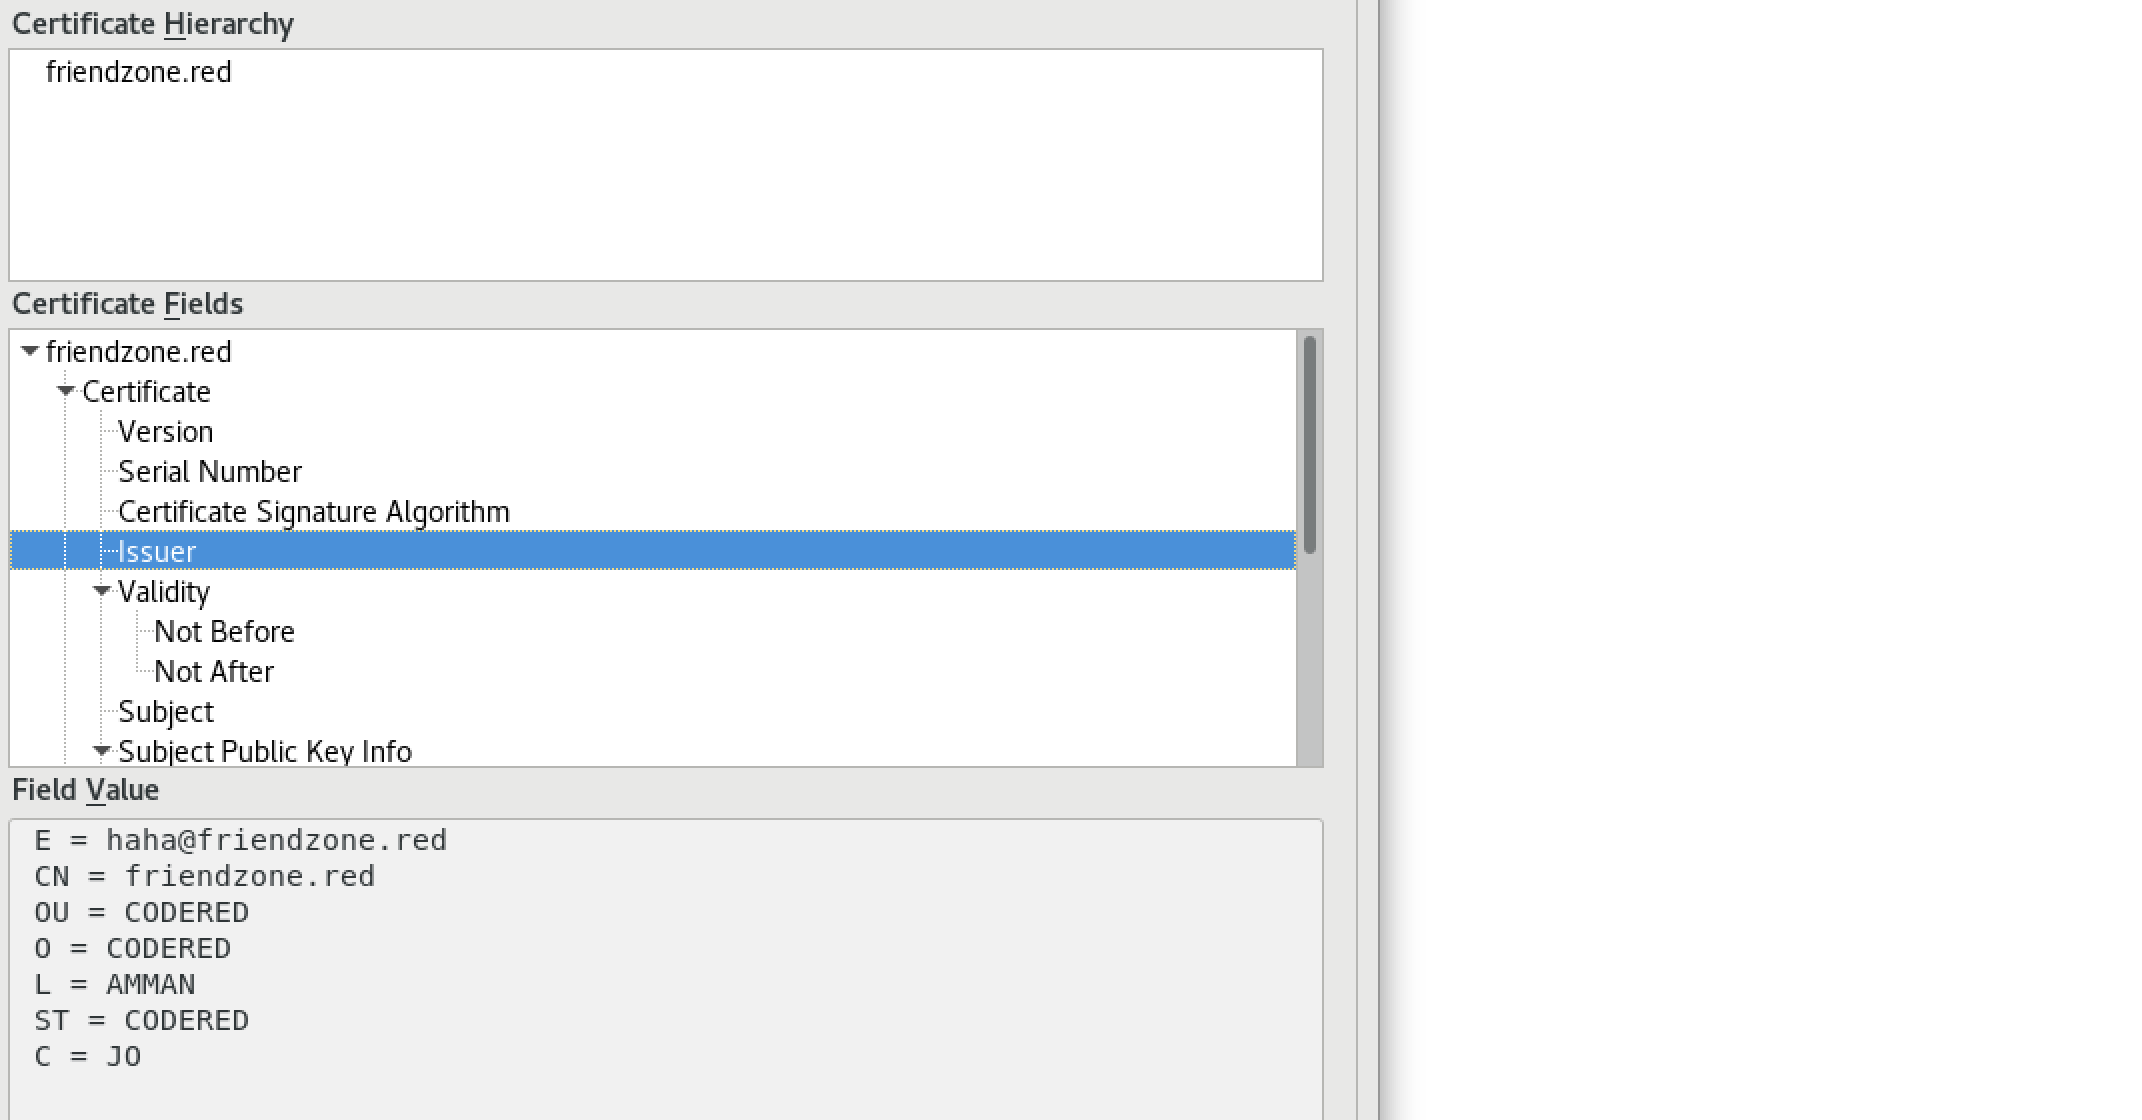 Certificate Hierarchy
friendzone.red
Certificate Fields
friendzone.red
Certificate
Version
Serial Number
Certificate Signature Algorithm
Issuer
Validity
Not Before
Not After
Subject
Subject Public Key Info
Field Value
E = haha@friendzone.red
CN = friendzone.red
OU = CODERED
O = CODERED
L = AMMAN
ST = CODERED
C = JO